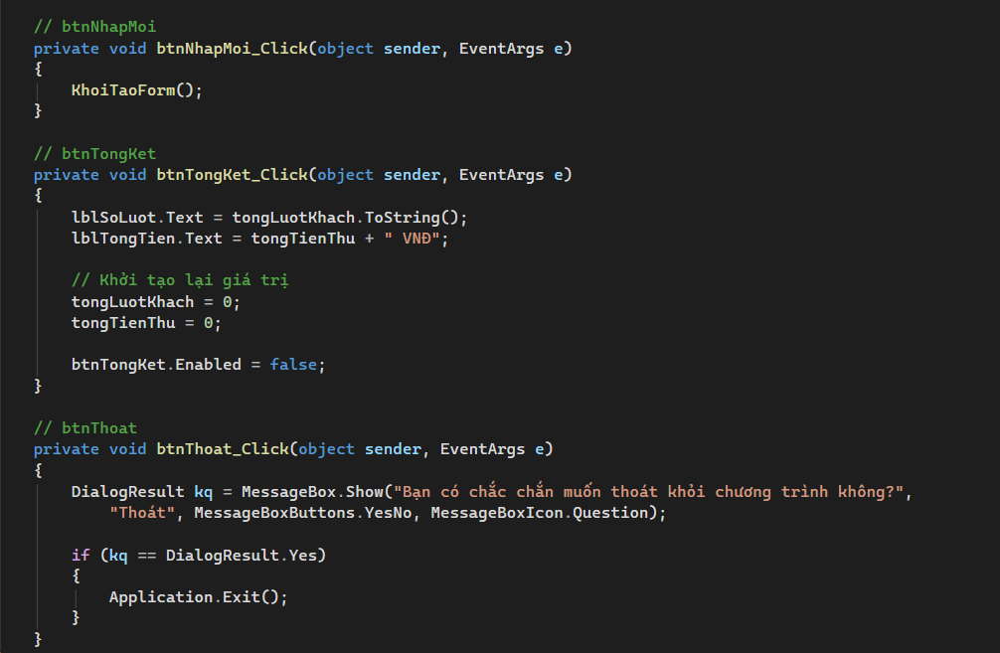 // btnNhapMoi
private void btnNhapMoi_Click(object sender, EventArgs e)
{
    KhoiTaoForm();
}

// btnTongKet
private void btnTongKet_Click(object sender, EventArgs e)
{
    lblSoLuot.Text = tongLuotKhach.ToString();
    lblTongTien.Text = tongTienThu + " VNĐ";

    // Khởi tạo lại giá trị
    tongLuotKhach = 0;
    tongTienThu = 0;

    btnTongKet.Enabled = false;
}

// btnThoat
private void btnThoat_Click(object sender, EventArgs e)
{
    DialogResult kq = MessageBox.Show("Bạn có chắc chắn muốn thoát khỏi chương trình không?",
        "Thoát", MessageBoxButtons.YesNo, MessageBoxIcon.Question);

    if (kq == DialogResult.Yes)
    {
        Application.Exit();
    }
}